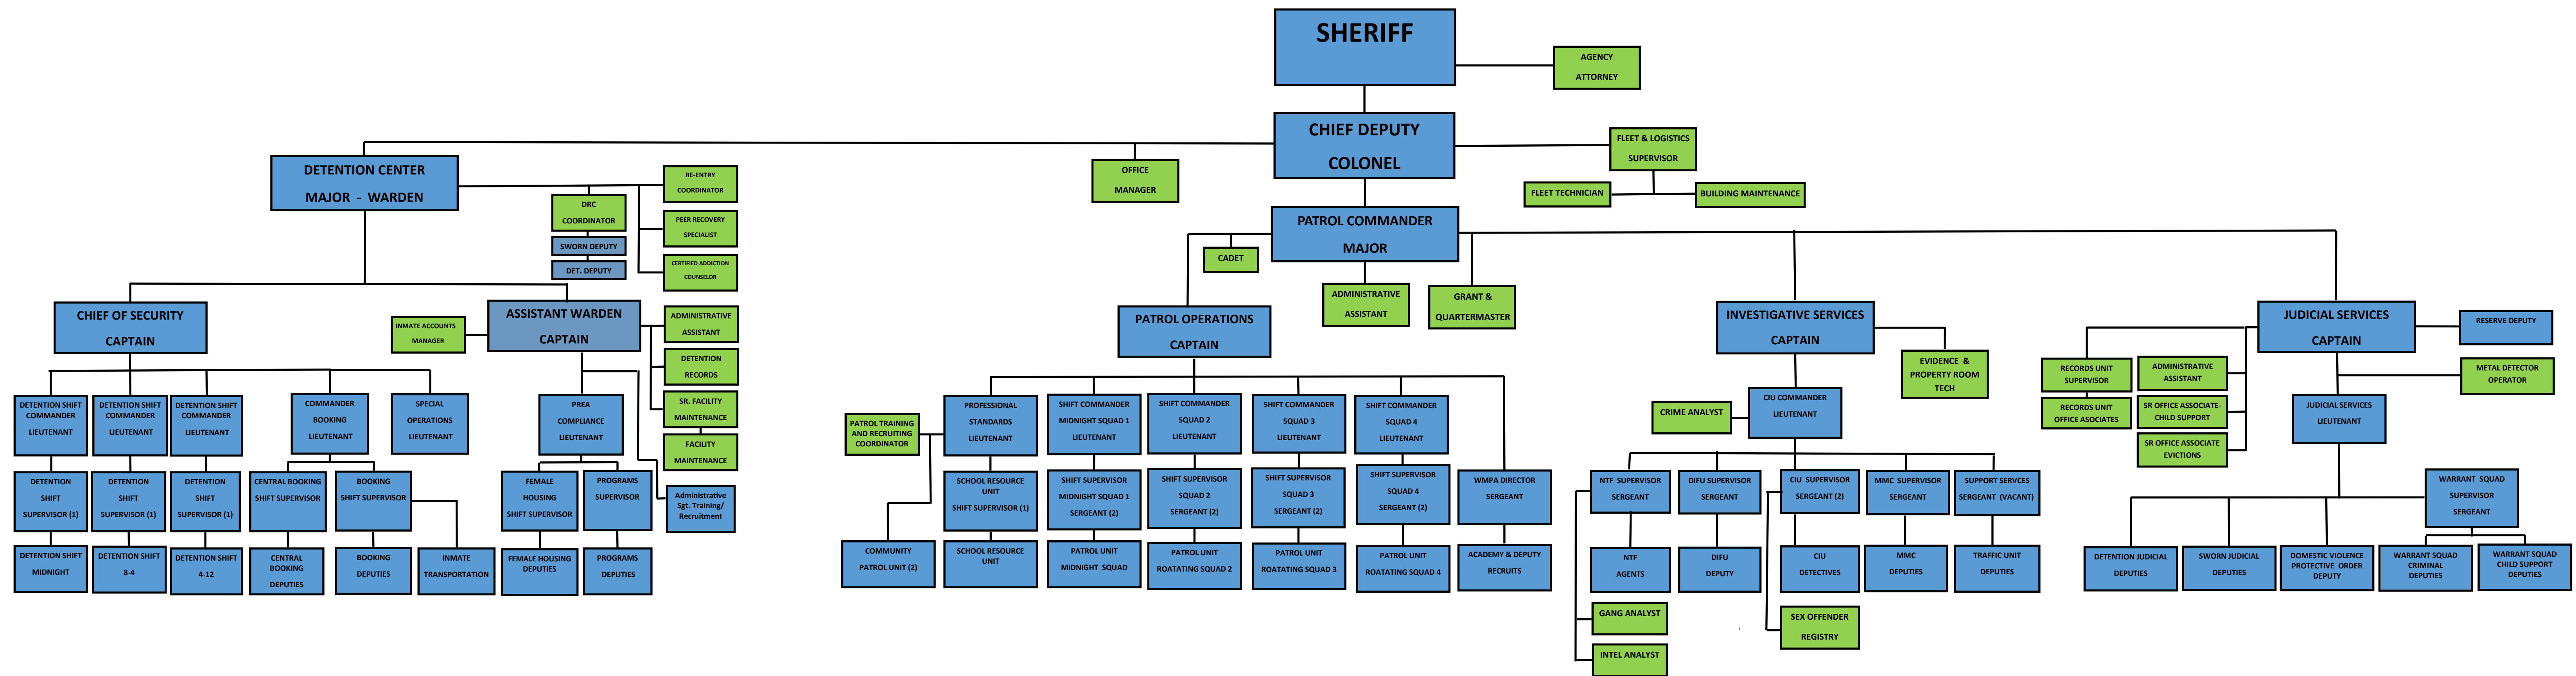 SHERIFF
AGENCY
ATTORNEY
CHIEF DEPUTY
COLONEL
OFFICE
MANAGER
FLEET & LOGISTICS
SUPERVISOR
FLEET TECHNICIAN
BUILDING MAINTENANCE
DETENTION CENTER
MAJOR - WARDEN
RE-ENTRY
COORDINATOR
DRC
COORDINATOR
SWORN DEPUTY
DET. DEPUTY
PEER RECOVERY
SPECIALIST
CERTIFIED ADDICTION
COUNSELOR
PATROL COMMANDER
MAJOR
CADET
ADMINISTRATIVE
ASSISTANT
GRANT &
QUARTERMASTER
CHIEF OF SECURITY
CAPTAIN
INMATE ACCOUNTS
MANAGER
ASSISTANT WARDEN
CAPTAIN
ADMINISTRATIVE
ASSISTANT
DETENTION
RECORDS
SR. FACILITY
MAINTENANCE
FACILITY
MAINTENANCE
PATROL OPERATIONS
CAPTAIN
INVESTIGATIVE SERVICES
CAPTAIN
EVIDENCE &
PROPERTY ROOM
TECH
JUDICIAL SERVICES
CAPTAIN
RESERVE DEPUTY
METAL DETECTOR
OPERATOR
RECORDS UNIT
SUPERVISOR
RECORDS UNIT
OFFICE ASOCIATES
ADMINISTRATIVE
ASSISTANT
SR OFFICE ASSOCIATE-
CHILD SUPPORT
SR OFFICE ASSOCIATE
EVICTIONS
DETENTION SHIFT
COMMANDER
LIEUTENANT
DETENTION SHIFT
COMMANDER
LIEUTENANT
DETENTION SHIFT
COMMANDER
LIEUTENANT
COMMANDER
BOOKING
LIEUTENANT
SPECIAL
OPERATIONS
LIEUTENANT
PREA
COMPLIANCE
LIEUTENANT
PATROL TRAINING
AND RECRUITING
COORDINATOR
PROFESSIONAL
STANDARDS
LIEUTENANT
SHIFT COMMANDER
MIDNIGHT SQUAD 1
LIEUTENANT
SHIFT COMMANDER
SQUAD 2
LIEUTENANT
SHIFT COMMANDER
SQUAD 3
LIEUTENANT
SHIFT COMMANDER
SQUAD 4
LIEUTENANT
CRIME ANALYST
CIU COMMANDER
LIEUTENANT
JUDICIAL SERVICES
LIEUTENANT
DETENTION
SHIFT
SUPERVISOR (1)
DETENTION
SHIFT
SUPERVISOR (1)
DETENTION
SHIFT
SUPERVISOR (1)
CENTRAL BOOKING
SHIFT SUPERVISOR
BOOKING
SHIFT SUPERVISOR
FEMALE
HOUSING
SHIFT SUPERVISOR
PROGRAMS
SUPERVISOR
Administrative
Sgt. Training/
Recruitment
SCHOOL RESOURCE
UNIT
SHIFT SUPERVISOR (1)
SHIFT SUPERVISOR
MIDNIGHT SQUAD 1
SERGEANT (2)
SHIFT SUPERVISOR
SQUAD 2
SERGEANT (2)
SHIFT SUPERVISOR
SQUAD 3
SERGEANT (2)
SHIFT SUPERVISOR
SQUAD 4
SERGEANT (2)
WMPA DIRECTOR
SERGEANT
NTF SUPERVISOR
SERGEANT
DIFU SUPERVISOR
SERGEANT
CIU SUPERVISOR
SERGEANT (2)
MMC SUPERVISOR
SERGEANT
SUPPORT SERVCES
SERGEANT (VACANT)
WARRANT SQUAD
SUPERVISOR
SERGEANT
DETENTION SHIFT
MIDNIGHT
DETENTION SHIFT
8-4
DETENTION SHIFT
4-12
CENTRAL
BOOKING
DEPUTIES
BOOKING
DEPUTIES
INMATE
TRANSPORTATION
FEMALE HOUSING
DEPUTIES
PROGRAMS
DEPUTIES
COMMUNITY
PATROL UNIT (2)
SCHOOL RESOURCE
UNIT
PATROL UNIT
MIDNIGHT SQUAD
PATROL UNIT
ROATATING SQUAD 2
PATROL UNIT
ROATATING SQUAD 3
PATROL UNIT
ROATATING SQUAD 4
ACADEMY & DEPUTY
RECRUITS
NTF
AGENTS
DIFU
DEPUTY
CIU
DETECTIVES
MMC
DEPUTIES
TRAFFIC UNIT
DEPUTIES
DETENTION JUDICIAL
DEPUTIES
SWORN JUDICIAL
DEPUTIES
DOMESTIC VIOLENCE
PROTECTIVE ORDER
DEPUTY
WARRANT SQUAD
CRIMINAL
DEPUTIES
WARRANT SQUAD
CHILD SUPPORT
DEPUTIES
GANG ANALYST
INTEL ANALYST
SEX OFFENDER
REGISTRY